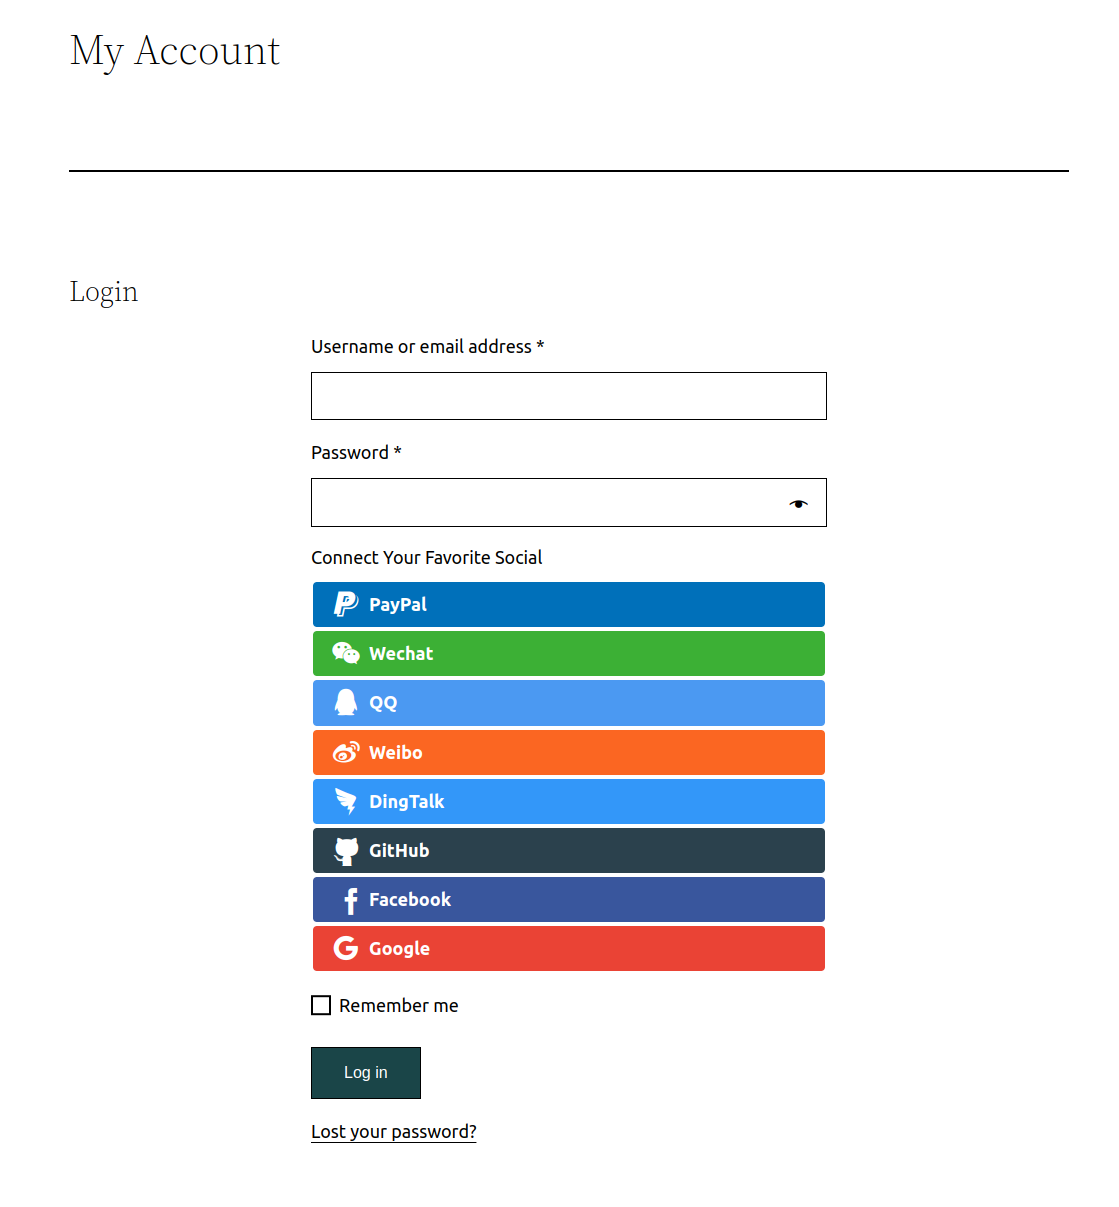 My Account
Login
Username or email address *
Password *
Connect Your Favorite Social
PayPal
Wechat
QQ
Weibo
DingTalk
GitHub
Facebook
Google
Remember me
Log in
Lost your password?